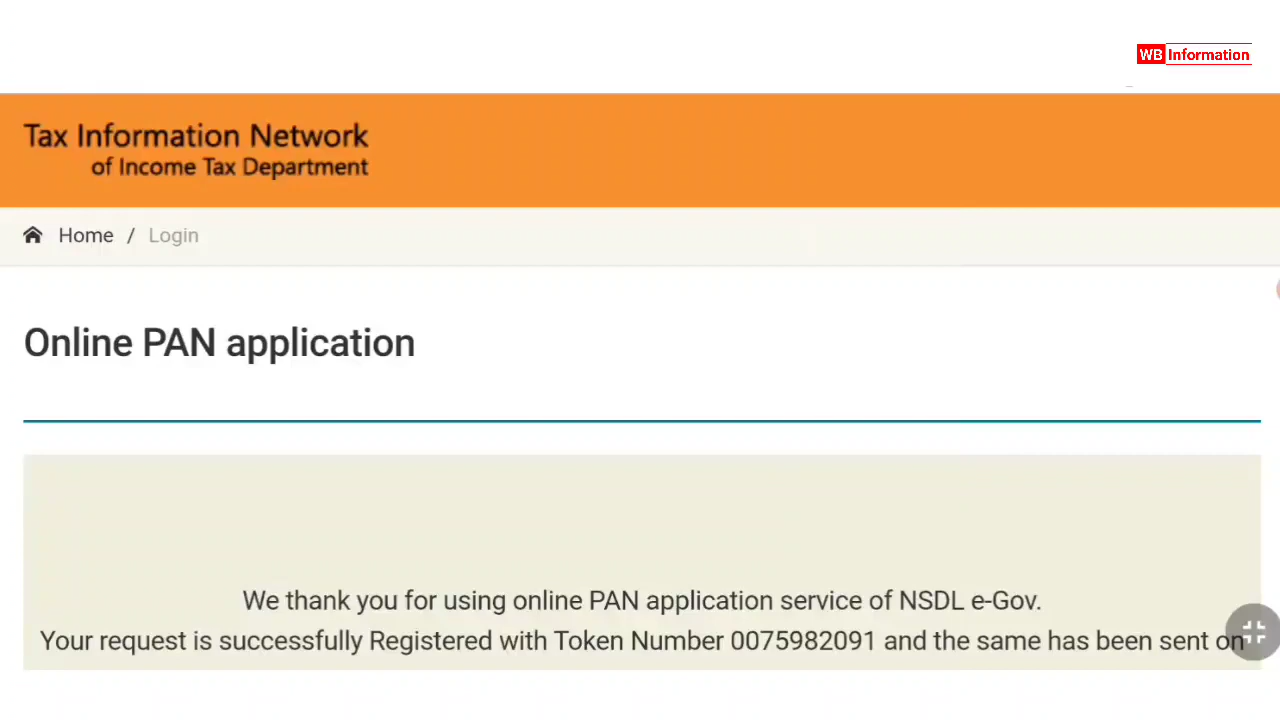 WB Information
Tax Information Network
of Income Tax Department
Home / Login
Online PAN application
We thank you for using online PAN application service of NSDL e-Gov.
Your request is successfully Registered with Token Number 0075982091 and the same has been sent on